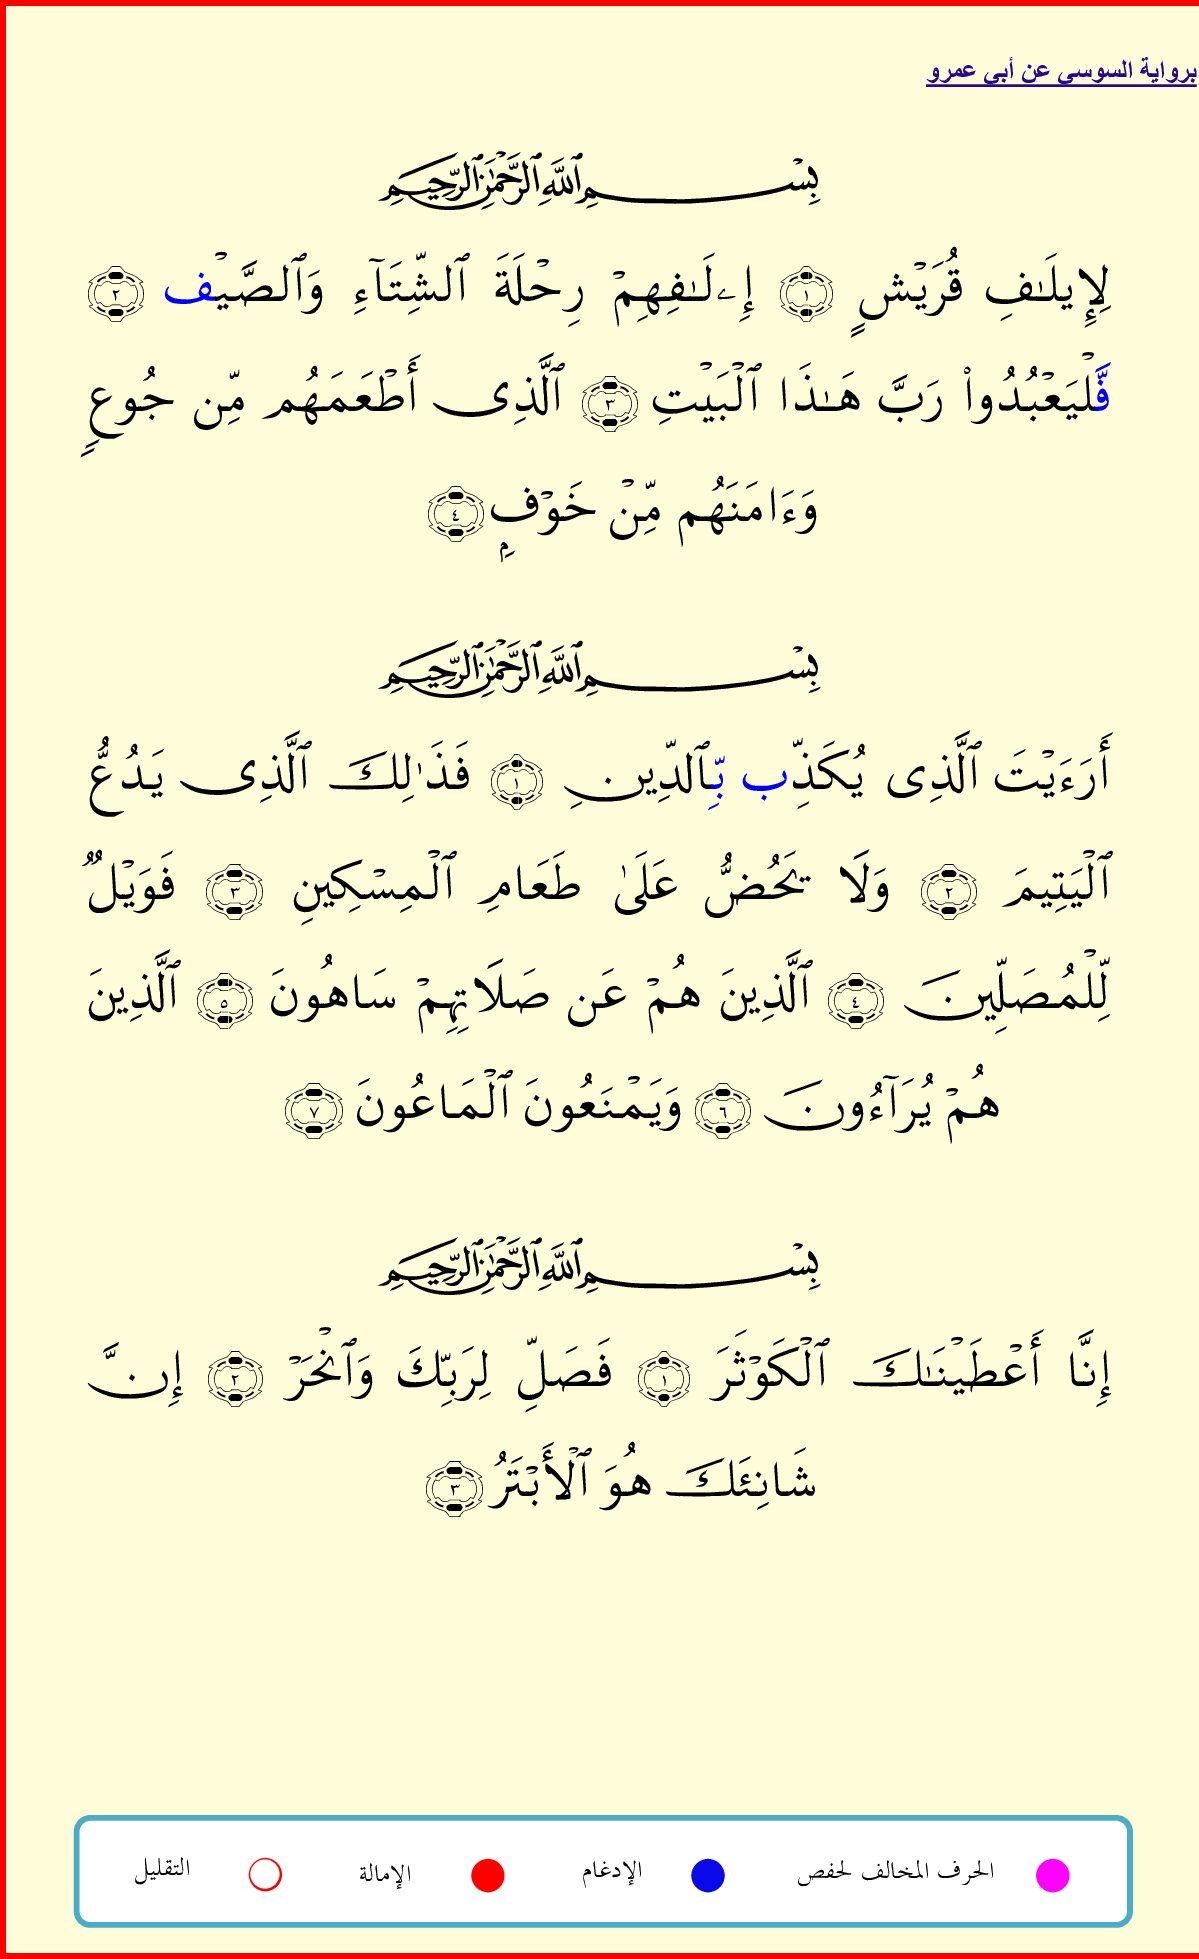 برواية السوسي عن أبي عمرو
بِسْمِ ٱللَّهِ ٱلرَّحْمَٰنِ ٱلرَّحِيمِ
لِإِيلَٰفِ قُرَيْشٍ ١ إِۦلَٰفِهِمْ رِحْلَةَ ٱلشِّتَآءِ وَٱلصَّيْف ٢
فَّلْيَعْبُدُوا۟ رَبَّ هَٰذَا ٱلْبَيْتِ ٣ ٱلَّذِى أَطْعَمَهُم مِّن جُوعٍ
وَءَامَنَهُم مِّنْ خَوْفٍۭ ٤
بِسْمِ ٱللَّهِ ٱلرَّحْمَٰنِ ٱلرَّحِيمِ
أَرَءَيْتَ ٱلَّذِى يُكَذِّب بِّٱلدِّينِ ١ فَذَٰلِكَ ٱلَّذِى يَدُعُّ
ٱلْيَتِيمَ ٢ وَلَا يَحُضُّ عَلَىٰ طَعَامِ ٱلْمِسْكِينِ ٣ فَوَيْلٌ
لِّلْمُصَلِّينَ ٤ ٱلَّذِينَ هُمْ عَن صَلَاتِهِمْ سَاهُونَ ٥ ٱلَّذِينَ
هُمْ يُرَآءُونَ ٦ وَيَمْنَعُونَ ٱلْمَاعُونَ ٧
بِسْمِ ٱللَّهِ ٱلرَّحْمَٰنِ ٱلرَّحِيمِ
إِنَّا أَعْطَيْنَٰكَ ٱلْكَوْثَرَ ١ فَصَلِّ لِرَبِّكَ وَٱنْحَرْ ٢ إِنَّ
شَانِئَكَ هُوَ ٱلْأَبْتَرُ ٣
الحرف المخالف لحفص الإدغام الإمالة التقليل